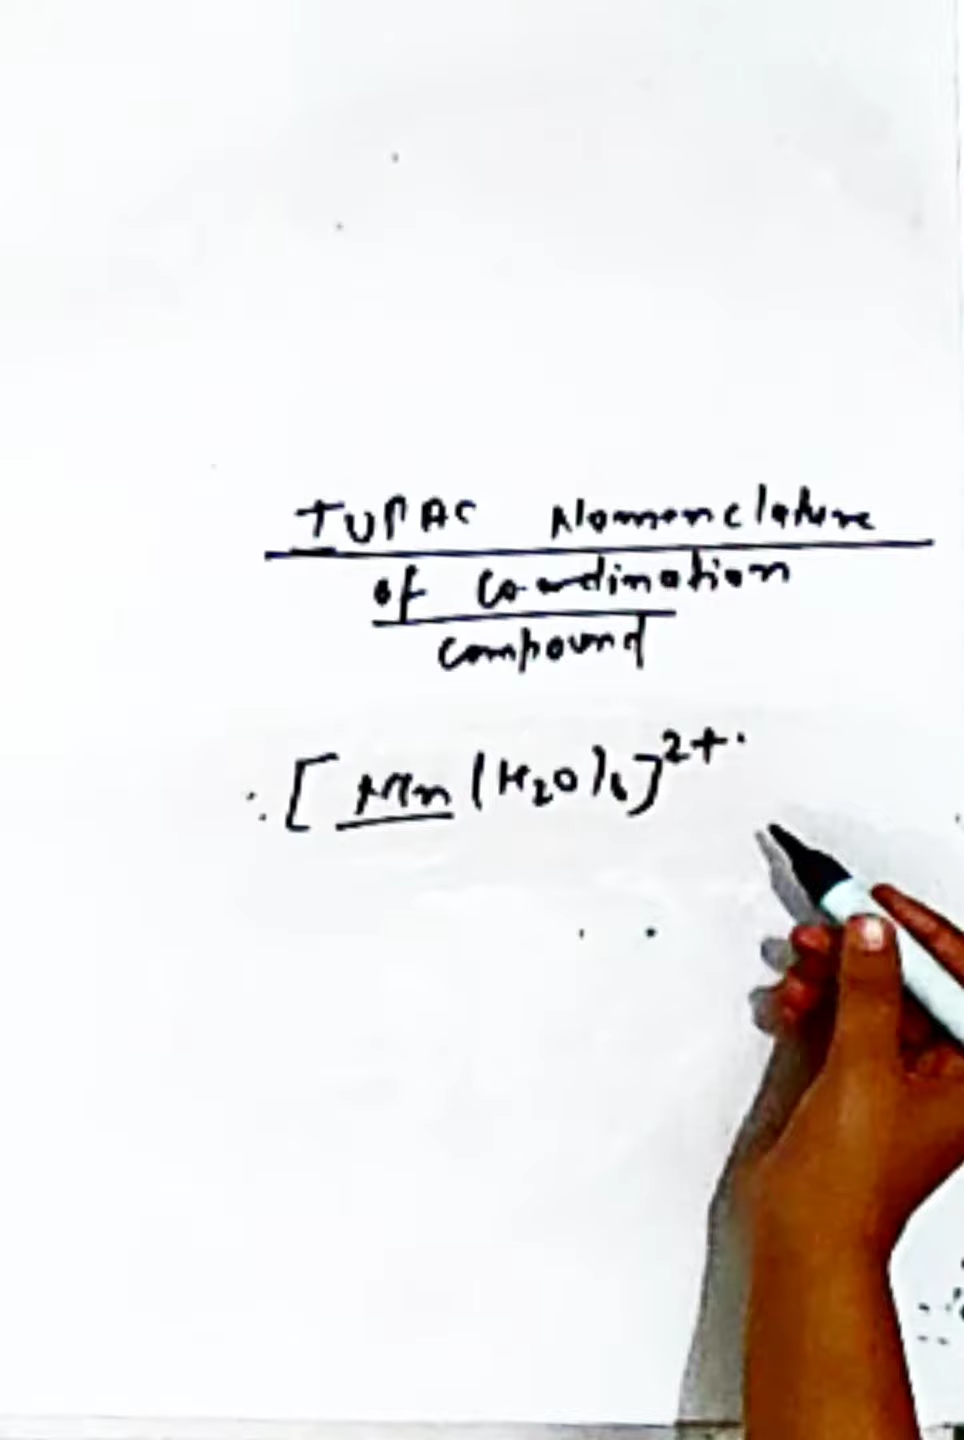 IUPAC Nomenclature
of Coordination
compound
: [Mn(H₂O)₆]²⁺